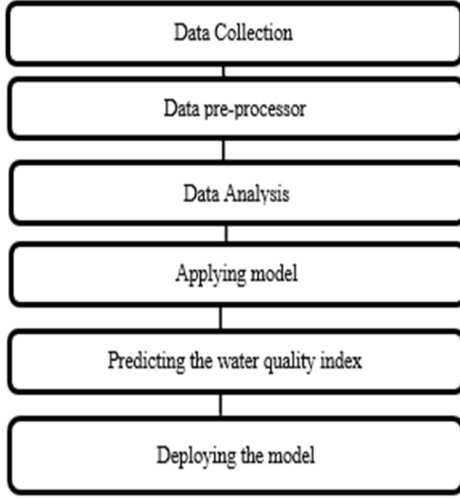 Data Collection
Data pre-processor
Data Analysis
Applying model
Predicting the water quality index
Deploying the model